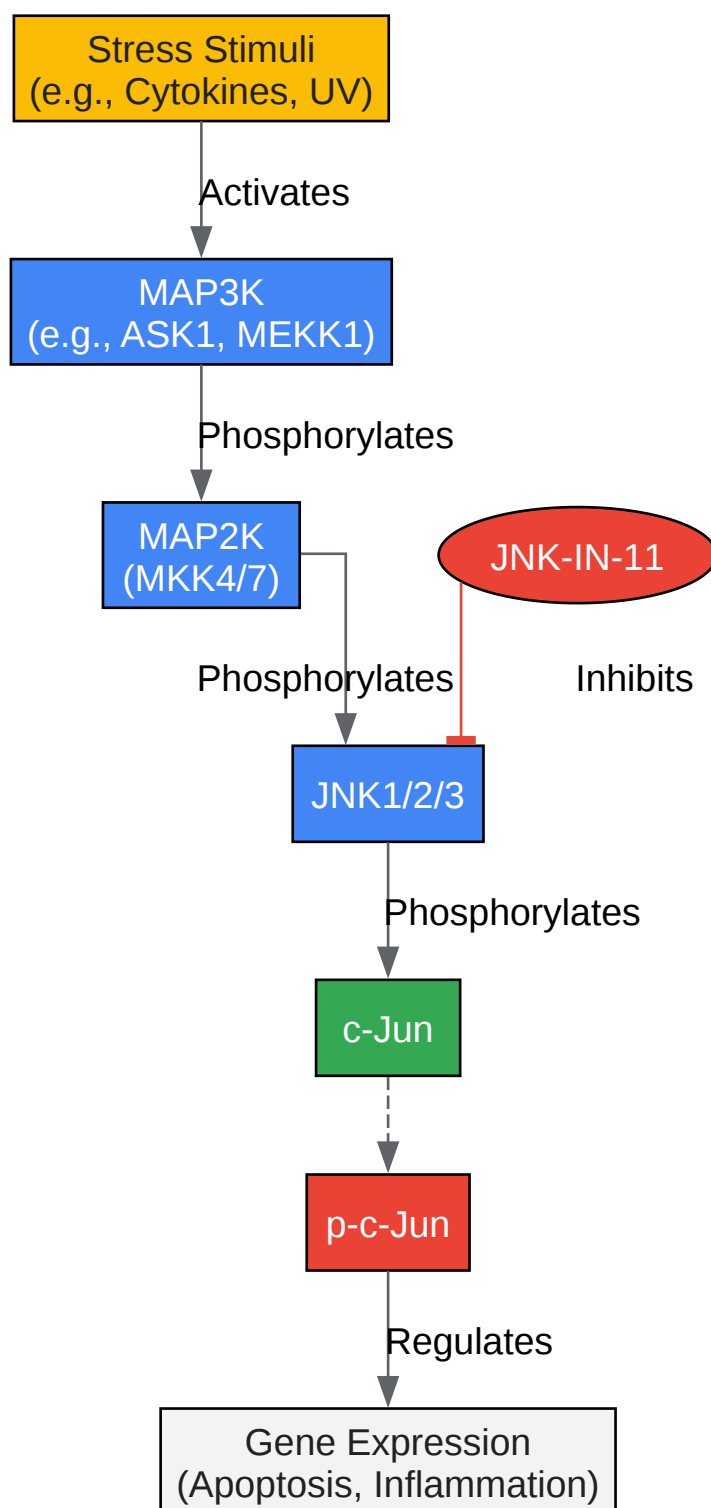 Stress Stimuli
(e.g., Cytokines, UV)
Activates
MAP3K
(e.g., ASK1, MEKK1)
Phosphorylates
MAP2K
(MKK4/7)
JNK-IN-11
Phosphorylates
Inhibits
JNK1/2/3
Phosphorylates
c-Jun
p-c-Jun
Regulates
Gene Expression
(Apoptosis, Inflammation)